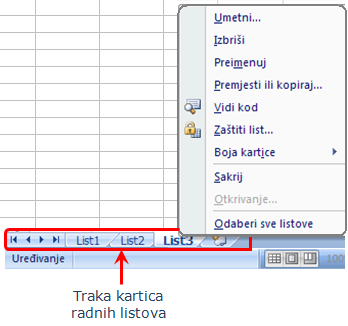 Umetni...
Izbriši
Preimenuj
Premjesti ili kopiraj...
Vidi kod
Zaštiti list...
Boja kartice
Sakrij
Otkrivanje...
Odaberi sve listove
List1
List2
List3
Uređivanje
100
Traka kartica
radnih listova